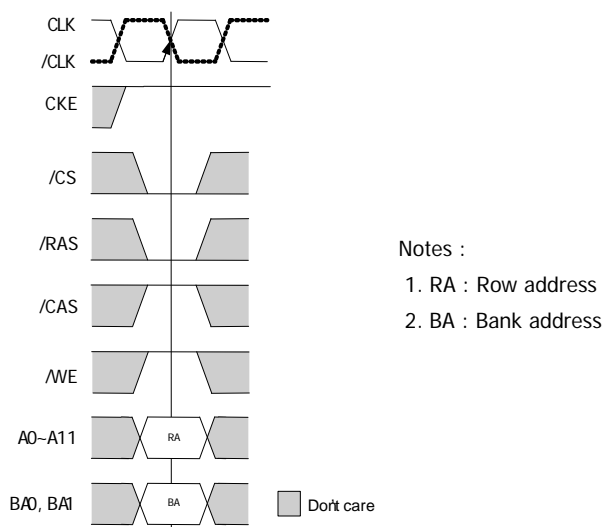 CLK
/CLK
CKE
/CS
/RAS
/CAS
/WE
A0~A11
RA
BA0, BA1
BA
Don't care
Notes :
1. RA : Row address
2. BA : Bank address